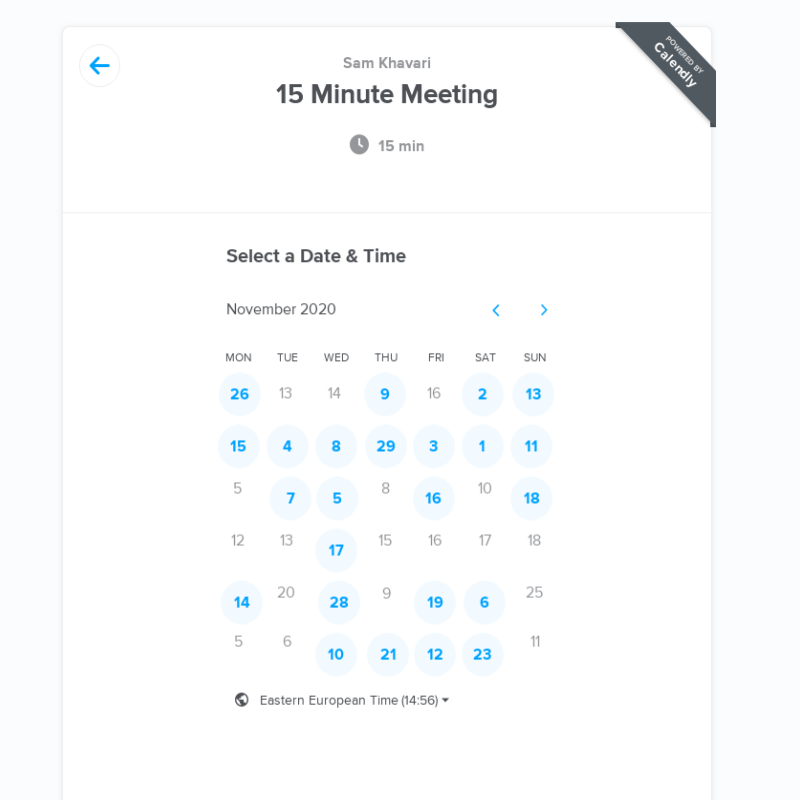 POWERED BY
Calendly
Sam Khavari
15 Minute Meeting
15 min
Select a Date & Time
November 2020
MON TUE WED THU FRI SAT SUN
26 13 14 9 16 2 13
15 4 8 29 3 1 11
5 7 5 8 16 10 18
12 13 17 15 16 17 18
14 20 28 9 19 6 25
5 6 10 21 12 23 11
Eastern European Time (14:56)